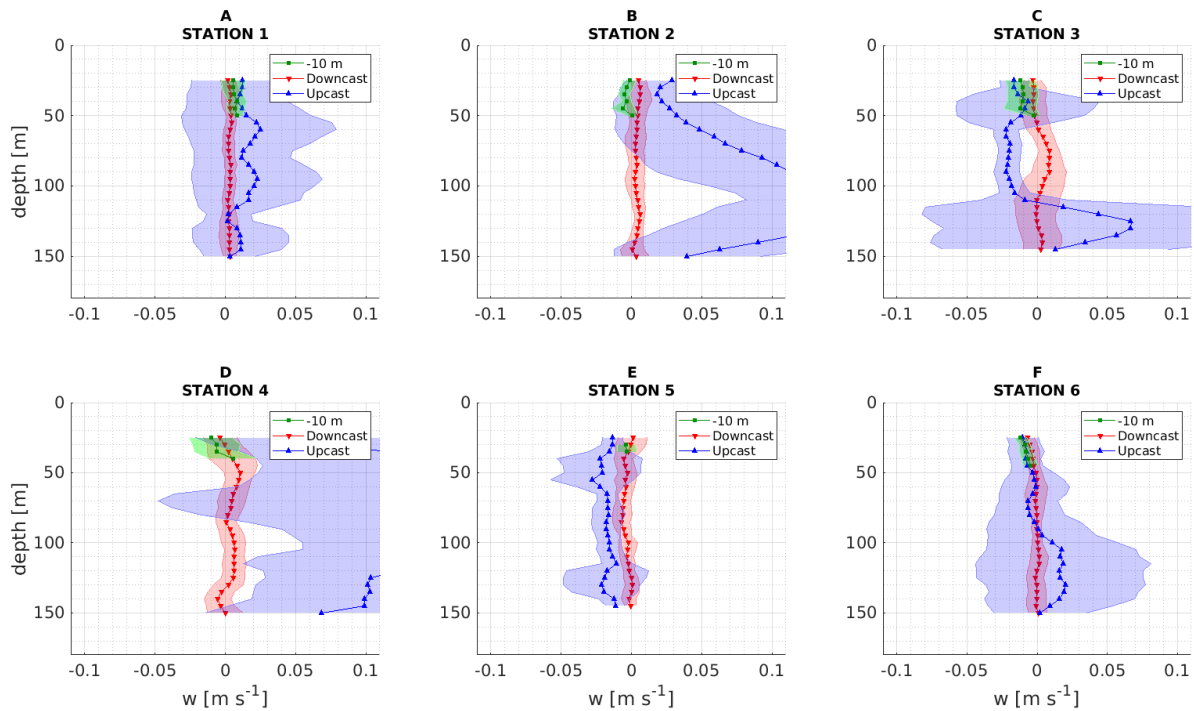 A
STATION 1
0
50
100
150
depth [m]
-0.1
-0.05
0
0.05
0.1
-10 m
Downcast
Upcast
B
STATION 2
0
50
100
150
-0.1
-0.05
0
0.05
0.1
-10 m
Downcast
Upcast
C
STATION 3
0
50
100
150
-0.1
-0.05
0
0.05
0.1
-10 m
Downcast
Upcast
D
STATION 4
0
50
100
150
depth [m]
-0.1
-0.05
0
0.05
0.1
w [m s⁻¹]
-10 m
Downcast
Upcast
E
STATION 5
0
50
100
150
-0.1
-0.05
0
0.05
0.1
w [m s⁻¹]
-10 m
Downcast
Upcast
F
STATION 6
0
50
100
150
-0.1
-0.05
0
0.05
0.1
w [m s⁻¹]
-10 m
Downcast
Upcast